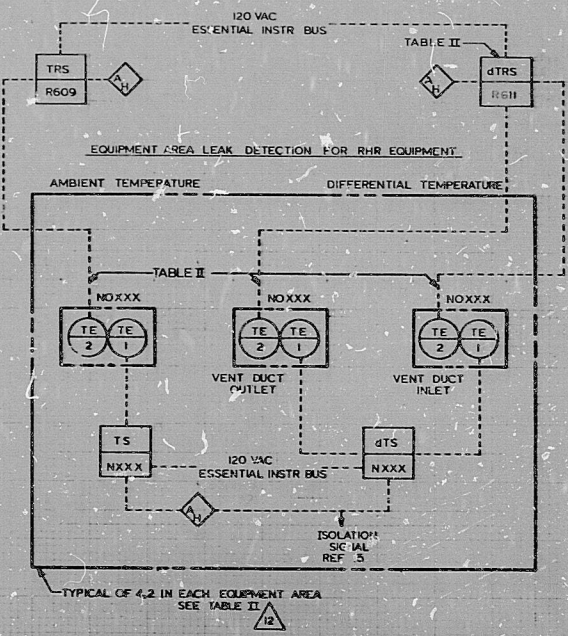 120 VAC
ESSENTIAL INSTR BUS
TABLE II
TRS
R609
A H
A H
dTRS
R611
EQUIPMENT AREA LEAK DETECTION FOR RHR EQUIPMENT
AMBIENT TEMPERATURE
DIFFERENTIAL TEMPERATURE
TABLE II
NOXXX
NOXXX
NOXXX
TE 2
TE 1
TE 2
TE 1
TE 2
TE 1
VENT DUCT
OUTLET
VENT DUCT
INLET
TS
NXXX
dTS
NXXX
120 VAC
ESSENTIAL INSTR BUS
A H
ISOLATION
SIGNAL
REF 5
TYPICAL OF 4,2 IN EACH EQUIPMENT AREA
SEE TABLE II
12